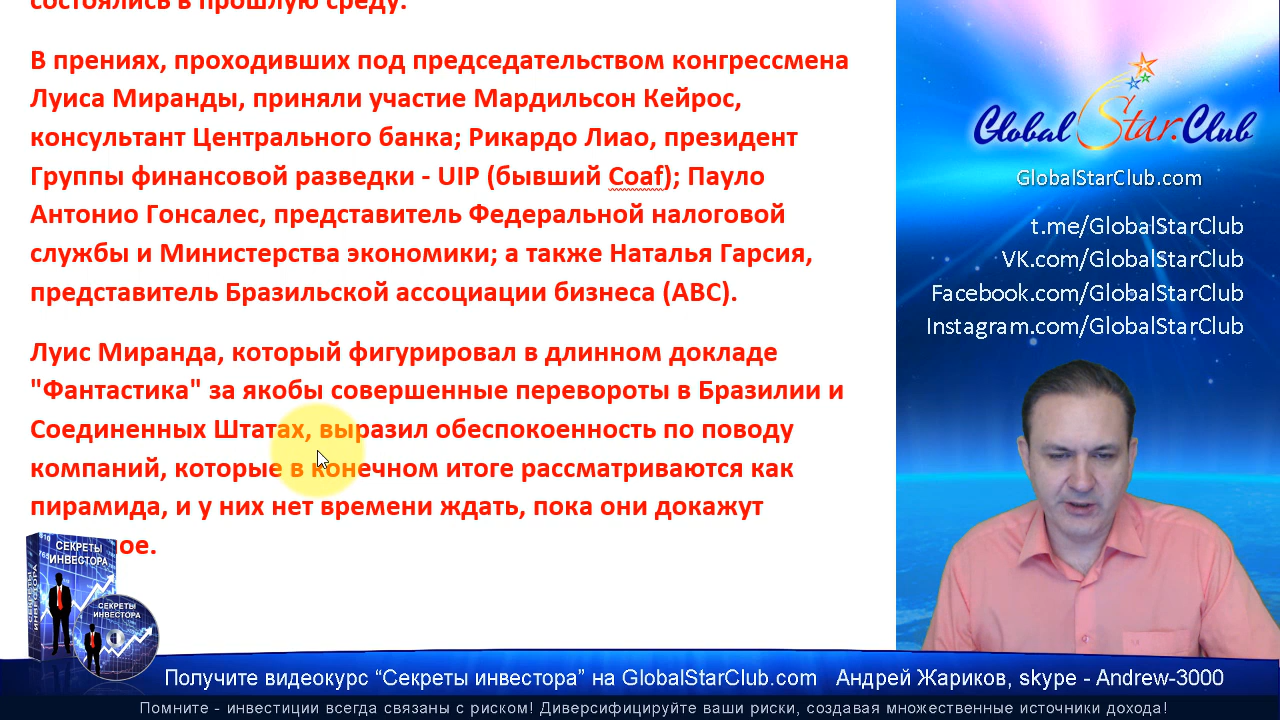 состоялись в прошлую среду.
В прениях, проходивших под председательством конгрессмена
Луиса Миранды, приняли участие Мардильсон Кейрос,
консультант Центрального банка; Рикардо Лиао, президент
Группы финансовой разведки - UIP (бывший Coaf); Пауло
Антонио Гонсалес, представитель Федеральной налоговой
службы и Министерства экономики; а также Наталья Гарсия,
представитель Бразильской ассоциации бизнеса (ABC).
Луис Миранда, который фигурировал в длинном докладе
"Фантастика" за якобы совершенные перевороты в Бразилии и
Соединенных Штатах, выразил обеспокоенность по поводу
компаний, которые в конечном итоге рассматриваются как
пирамида, и у них нет времени ждать, пока они докажут
ое.
Global Star.Club
GlobalStarClub.com
t.me/GlobalStarClub
VK.com/GlobalStarClub
Facebook.com/GlobalStarClub
Instagram.com/GlobalStarClub
СЕКРЕТЫ
ИНВЕСТОРА
СЕКРЕТЫ
ИНВЕСТОРА
Получите видеокурс “Секреты инвестора” на GlobalStarClub.com Андрей Жариков, skype - Andrew-3000
Помните - инвестиции всегда связаны с риском! Диверсифицируйте ваши риски, создавая множественные источники дохода!